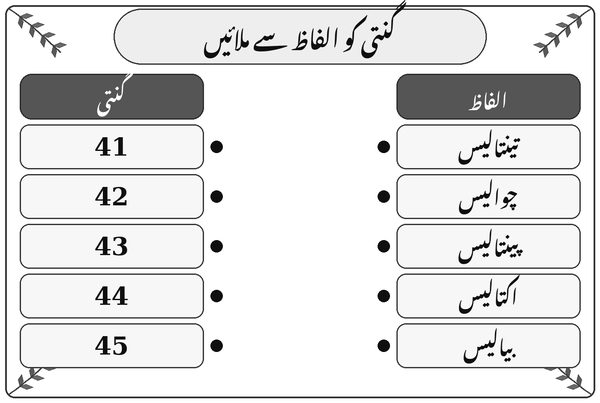 گنتی کو الفاظ سے ملائیں
الفاظ گنتی
تینتالیس 41
چوالیس 42
پینتالیس 43
اکتالیس 44
بیالیس 45